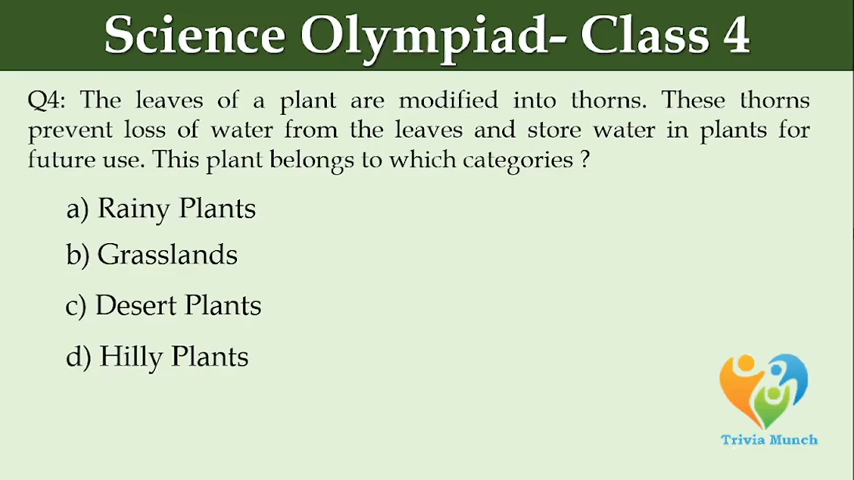 Science Olympiad- Class 4
Q4: The leaves of a plant are modified into thorns. These thorns
prevent loss of water from the leaves and store water in plants for
future use. This plant belongs to which categories ?
a) Rainy Plants
b) Grasslands
c) Desert Plants
d) Hilly Plants
Trivia Munch